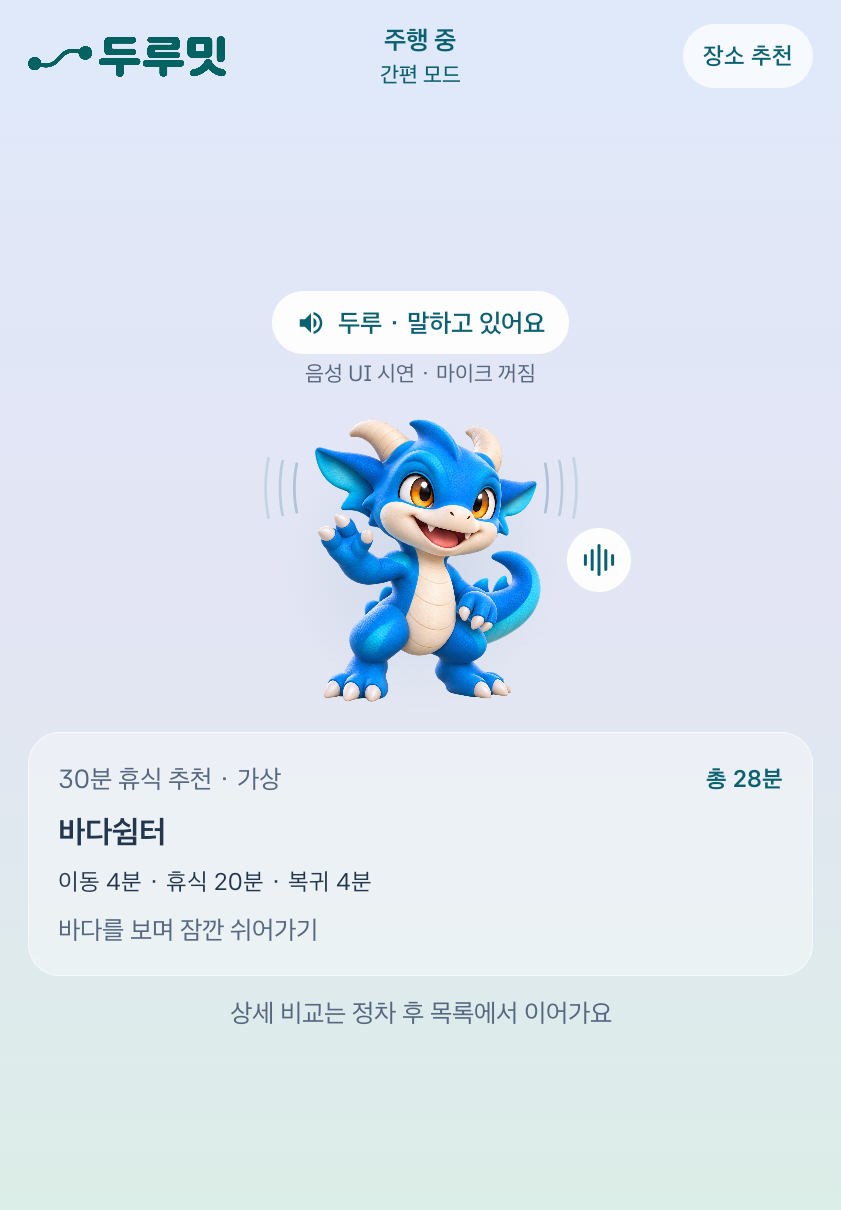 두루밋
주행 중
간편 모드
장소 추천
두루 · 말하고 있어요
음성 UI 시연 · 마이크 꺼짐
30분 휴식 추천 · 가상
총 28분
바다쉼터
이동 4분 · 휴식 20분 · 복귀 4분
바다를 보며 잠깐 쉬어가기
상세 비교는 정차 후 목록에서 이어가요